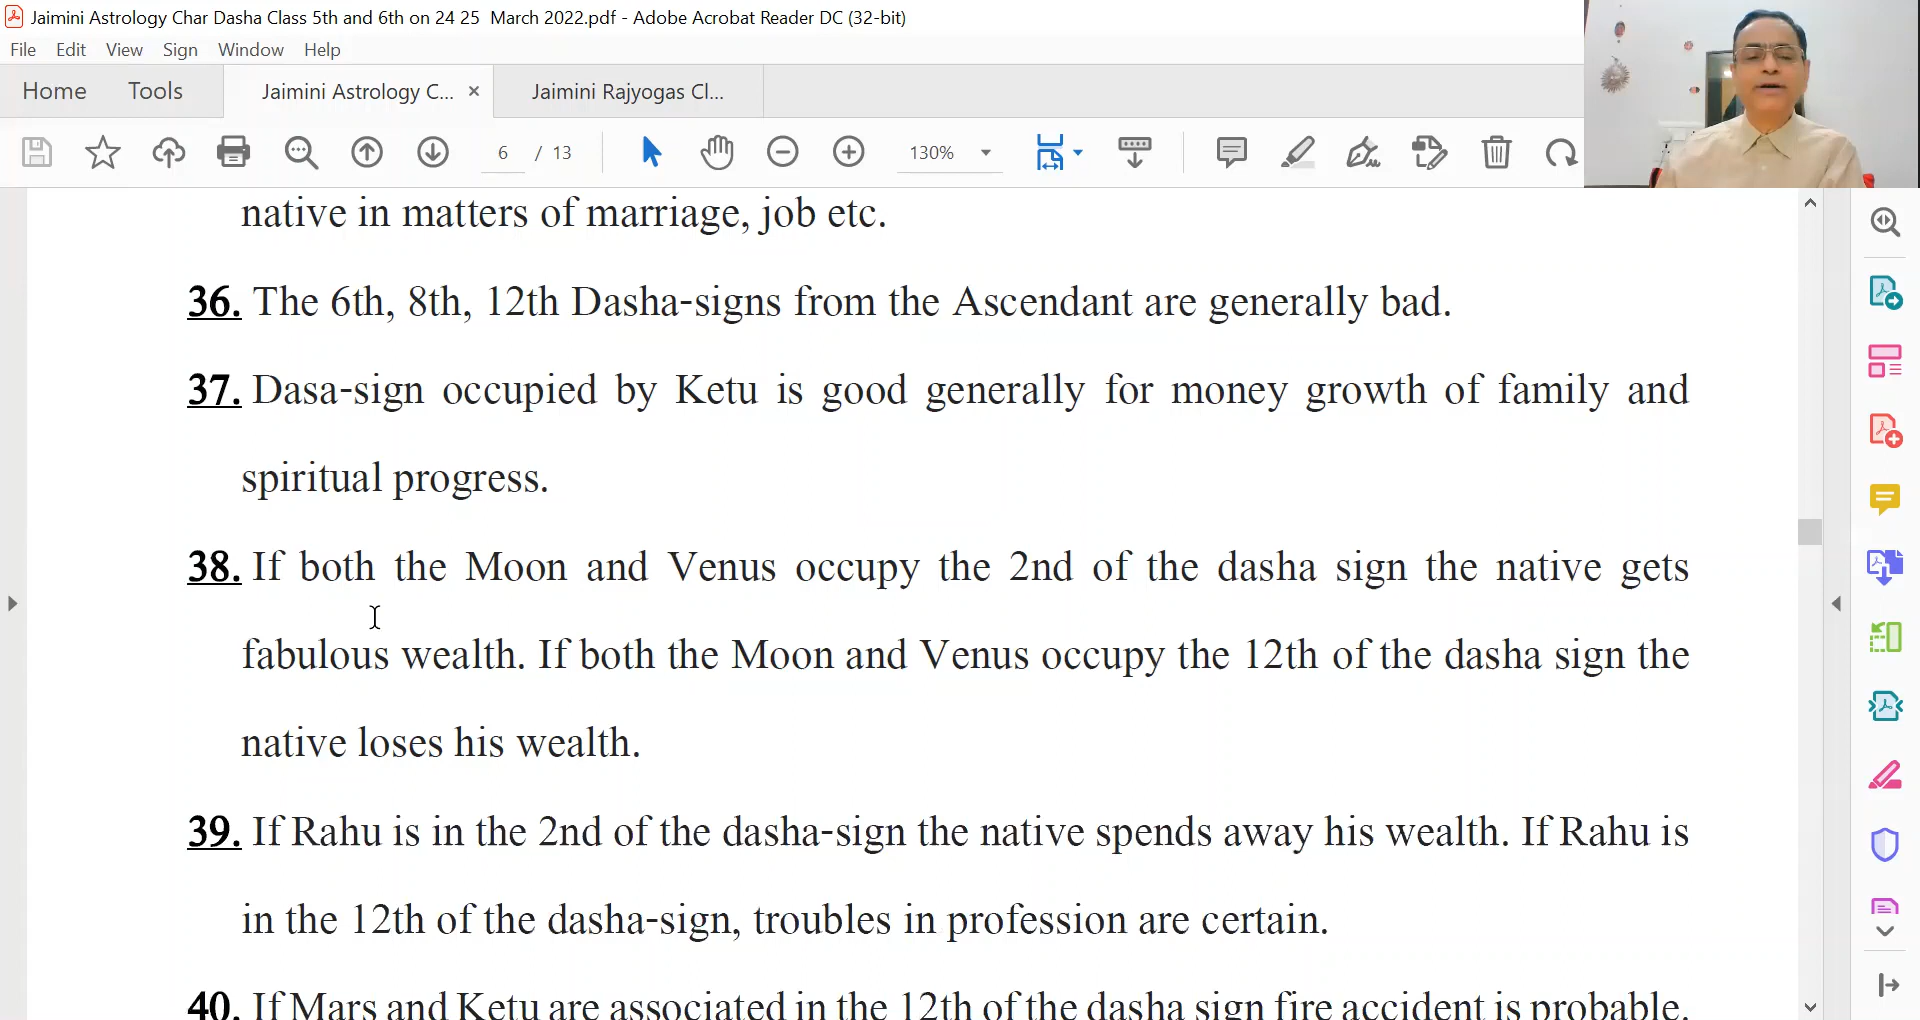 Jaimini Astrology Char Dasha Class 5th and 6th on 24 25 March 2022.pdf - Adobe Acrobat Reader DC (32-bit)
File Edit View Sign Window Help
Home Tools Jaimini Astrology C... × Jaimini Rajyogas Cl...
6 / 13 130%
native in matters of marriage, job etc.
36. The 6th, 8th, 12th Dasha-signs from the Ascendant are generally bad.
37. Dasa-sign occupied by Ketu is good generally for money growth of family and
spiritual progress.
38. If both the Moon and Venus occupy the 2nd of the dasha sign the native gets
fabulous wealth. If both the Moon and Venus occupy the 12th of the dasha sign the
native loses his wealth.
39. If Rahu is in the 2nd of the dasha-sign the native spends away his wealth. If Rahu is
in the 12th of the dasha-sign, troubles in profession are certain.
40. If Mars and Ketu are associated in the 12th of the dasha sign fire accident is probable.